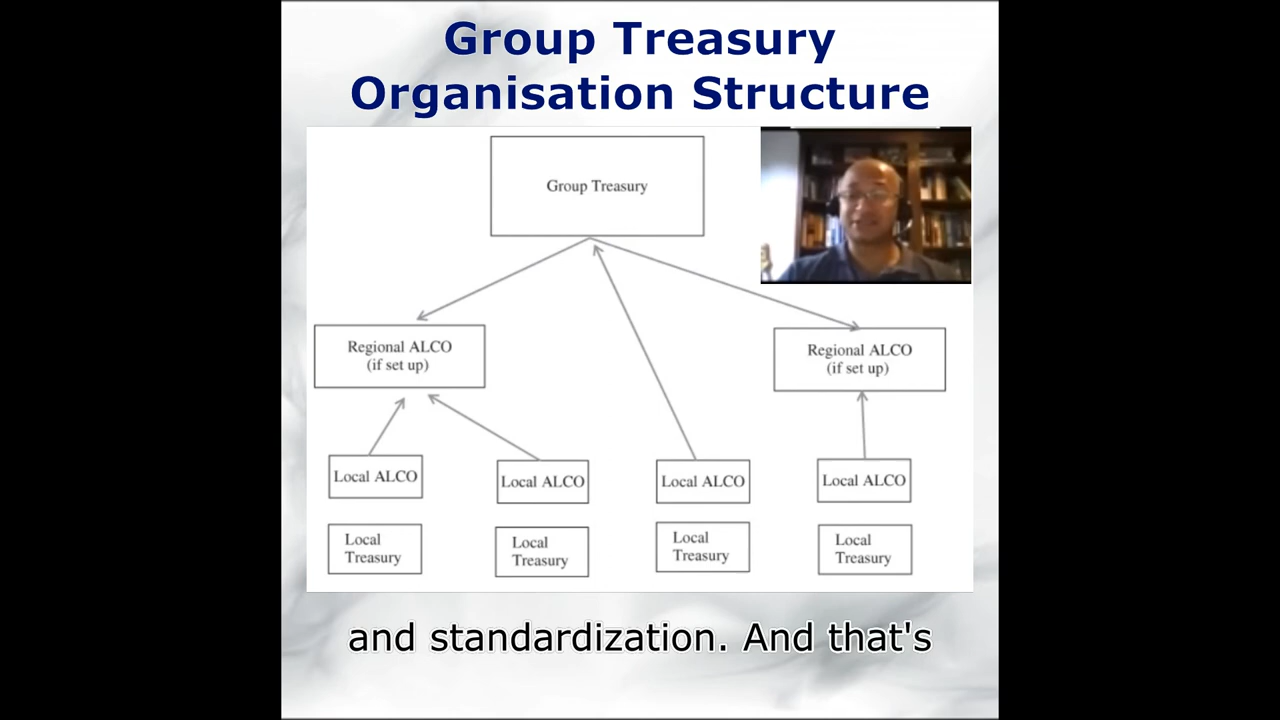 Group Treasury
Organisation Structure
Group Treasury
Regional ALCO
(if set up)
Regional ALCO
(if set up)
Local ALCO
Local ALCO
Local ALCO
Local ALCO
Local
Treasury
Local
Treasury
Local
Treasury
Local
Treasury
and standardization. And that's